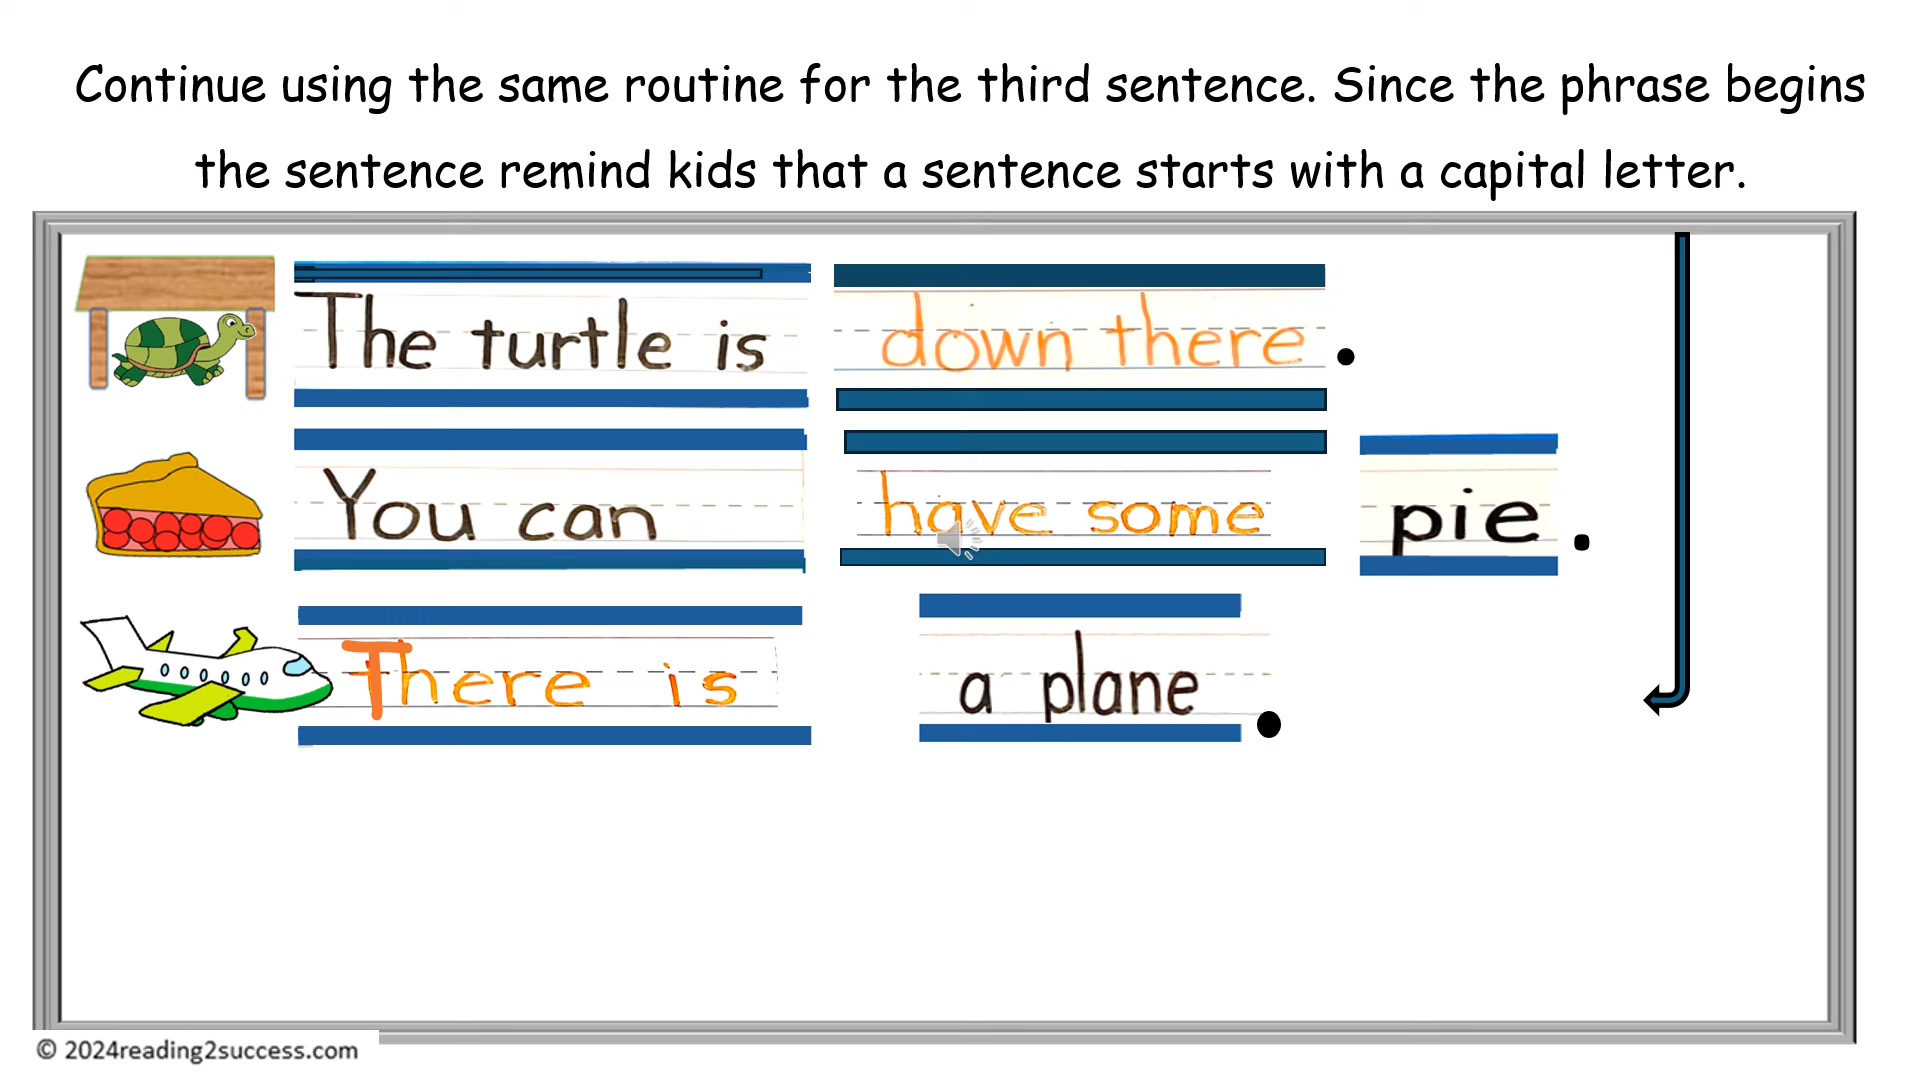 Continue using the same routine for the third sentence. Since the phrase begins
the sentence remind kids that a sentence starts with a capital letter.
The turtle is down there.
You can have some pie.
There is a plane.
© 2024reading2success.com